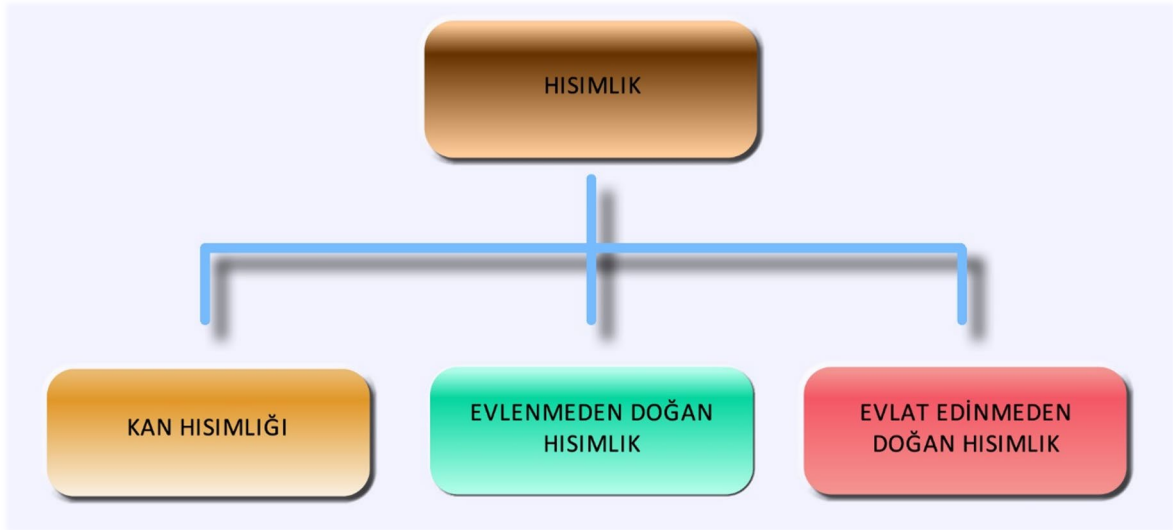 HISIMLIK
KAN HISIMLIĞI
EVLENMEDEN DOĞAN
HISIMLIK
EVLAT EDİNMEDEN
DOĞAN HISIMLIK